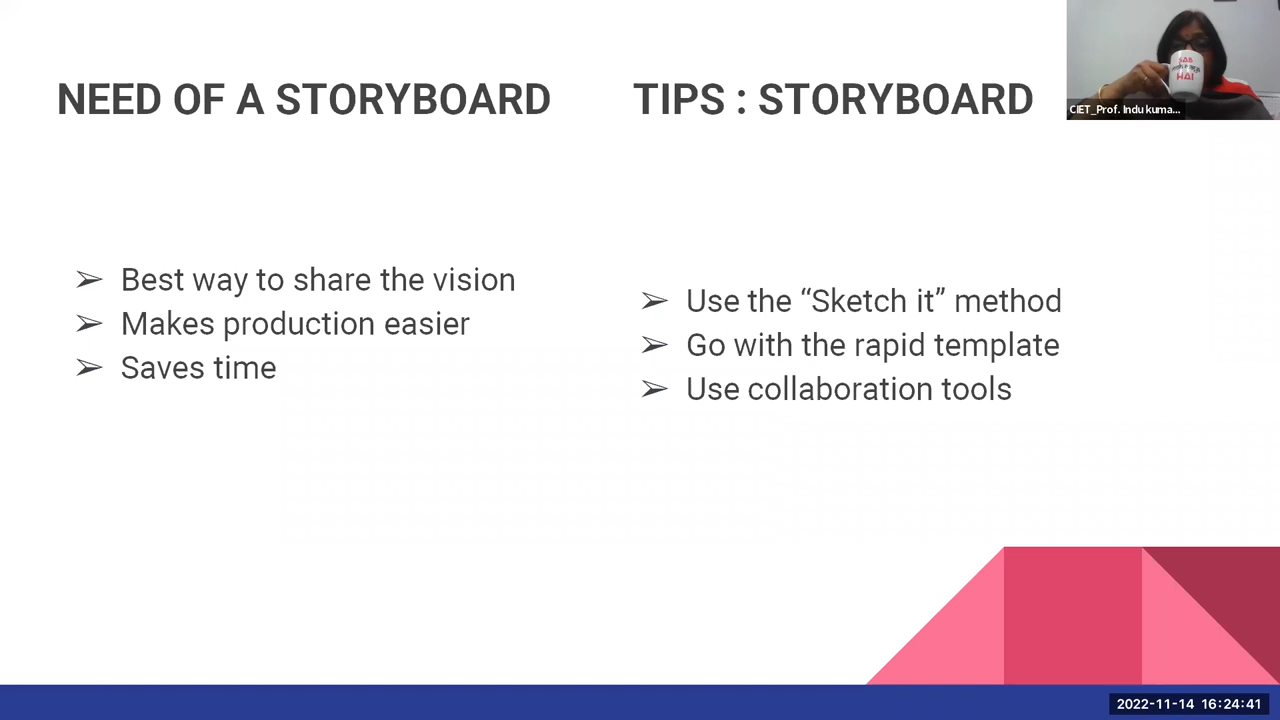 NEED OF A STORYBOARD
➢ Best way to share the vision
➢ Makes production easier
➢ Saves time
TIPS : STORYBOARD
➢ Use the “Sketch it” method
➢ Go with the rapid template
➢ Use collaboration tools
SAB
HAI
CIET_Prof. Indu kuma...
2022-11-14 16:24:41